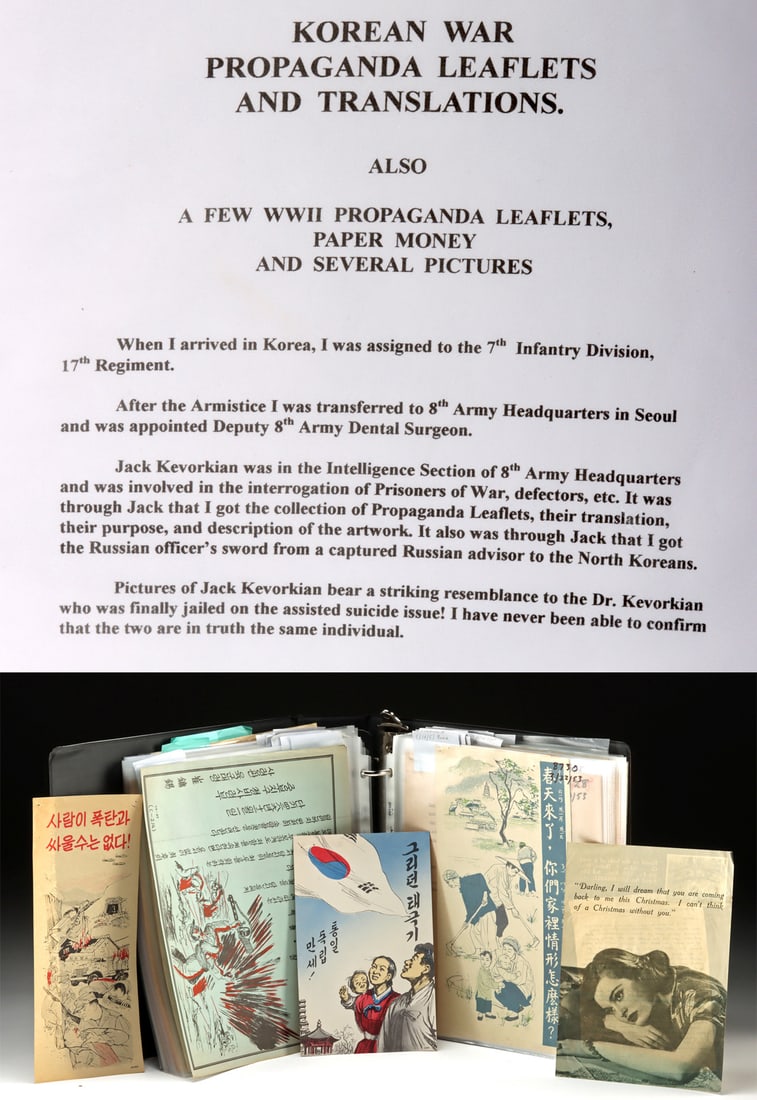 KOREAN WAR
PROPAGANDA LEAFLETS
AND TRANSLATIONS.
ALSO
A FEW WWII PROPAGANDA LEAFLETS,
PAPER MONEY
AND SEVERAL PICTURES
When I arrived in Korea, I was assigned to the 7th Infantry Division,
17th Regiment.
After the Armistice I was transferred to 8th Army Headquarters in Seoul
and was appointed Deputy 8th Army Dental Surgeon.
Jack Kevorkian was in the Intelligence Section of 8th Army Headquarters
and was involved in the interrogation of Prisoners of War, defectors, etc. It was
through Jack that I got the collection of Propaganda Leaflets, their translation,
their purpose, and description of the artwork. It also was through Jack that I got
the Russian officer's sword from a captured Russian advisor to the North Koreans.
Pictures of Jack Kevorkian bear a striking resemblance to the Dr. Kevorkian
who was finally jailed on the assisted suicide issue! I have never been able to confirm
that the two are in truth the same individual.
사람이 폭탄과
싸울수는 없다!
그리던 태극기
통일
독립
만세!
春天來了，你們家裡情形怎麽樣？
"Darling, I will dream that you are coming
back to me this Christmas. I can't think
of a Christmas without you."